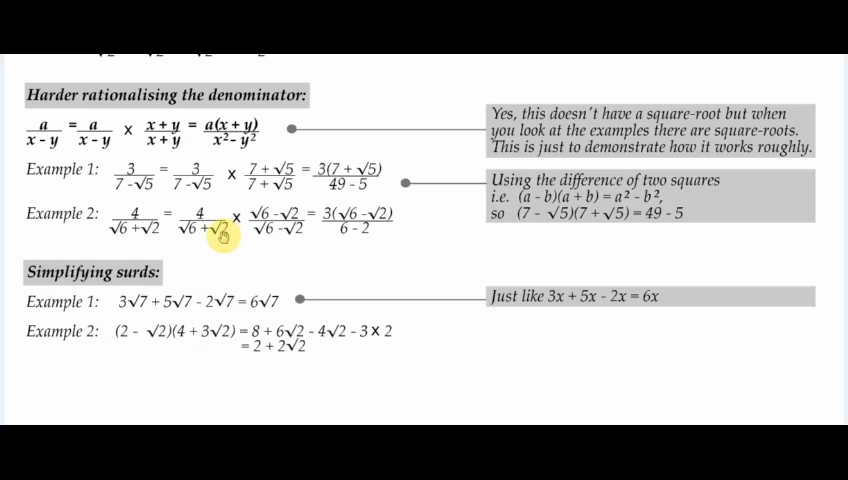 Harder rationalising the denominator:
a/(x - y) = a/(x - y) x (x + y)/(x + y) = a(x + y)/(x² - y²)
Yes, this doesn't have a square-root but when
you look at the examples there are square-roots.
This is just to demonstrate how it works roughly.
Example 1: 3/(7 -√5) = 3/(7 -√5) x (7 + √5)/(7 + √5) = 3(7 + √5)/(49 - 5)
Using the difference of two squares
i.e. (a - b)(a + b) = a² - b²,
so (7 - √5)(7 + √5) = 49 - 5
Example 2: 4/(√6 +√2) = 4/(√6 +√2) x (√6 -√2)/(√6 -√2) = 3(√6 -√2)/(6 - 2)
Simplifying surds:
Example 1: 3√7 + 5√7 - 2√7 = 6√7
Just like 3x + 5x - 2x = 6x
Example 2: (2 - √2)(4 + 3√2) = 8 + 6√2 - 4√2 - 3 x 2
= 2 + 2√2